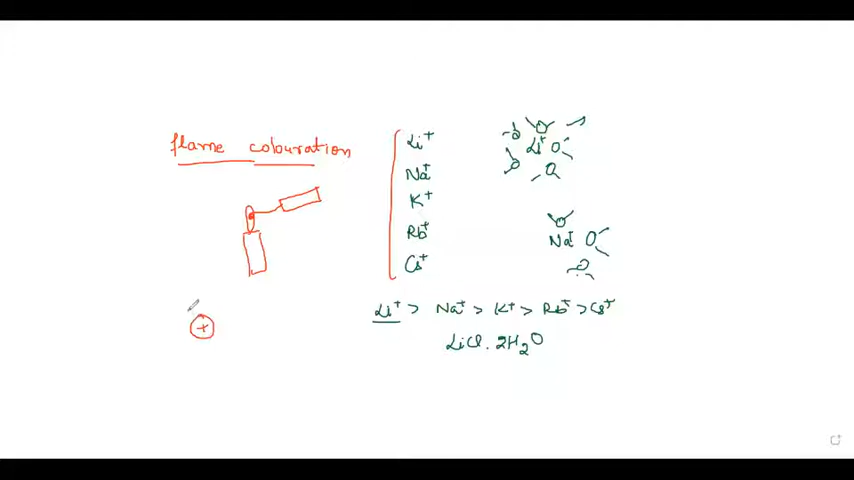 flame colouration
Li⁺
Na⁺
K⁺
Rb⁺
Cs⁺
Li⁺ O
Na⁺ O
Li⁺ > Na⁺ > K⁺ > Rb⁺ > Cs⁺
LiCl. 2H₂O
+